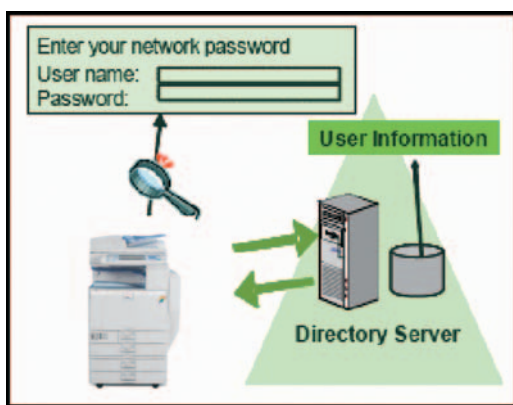 Enter your network password
User name:
Password:
User Information
Directory Server